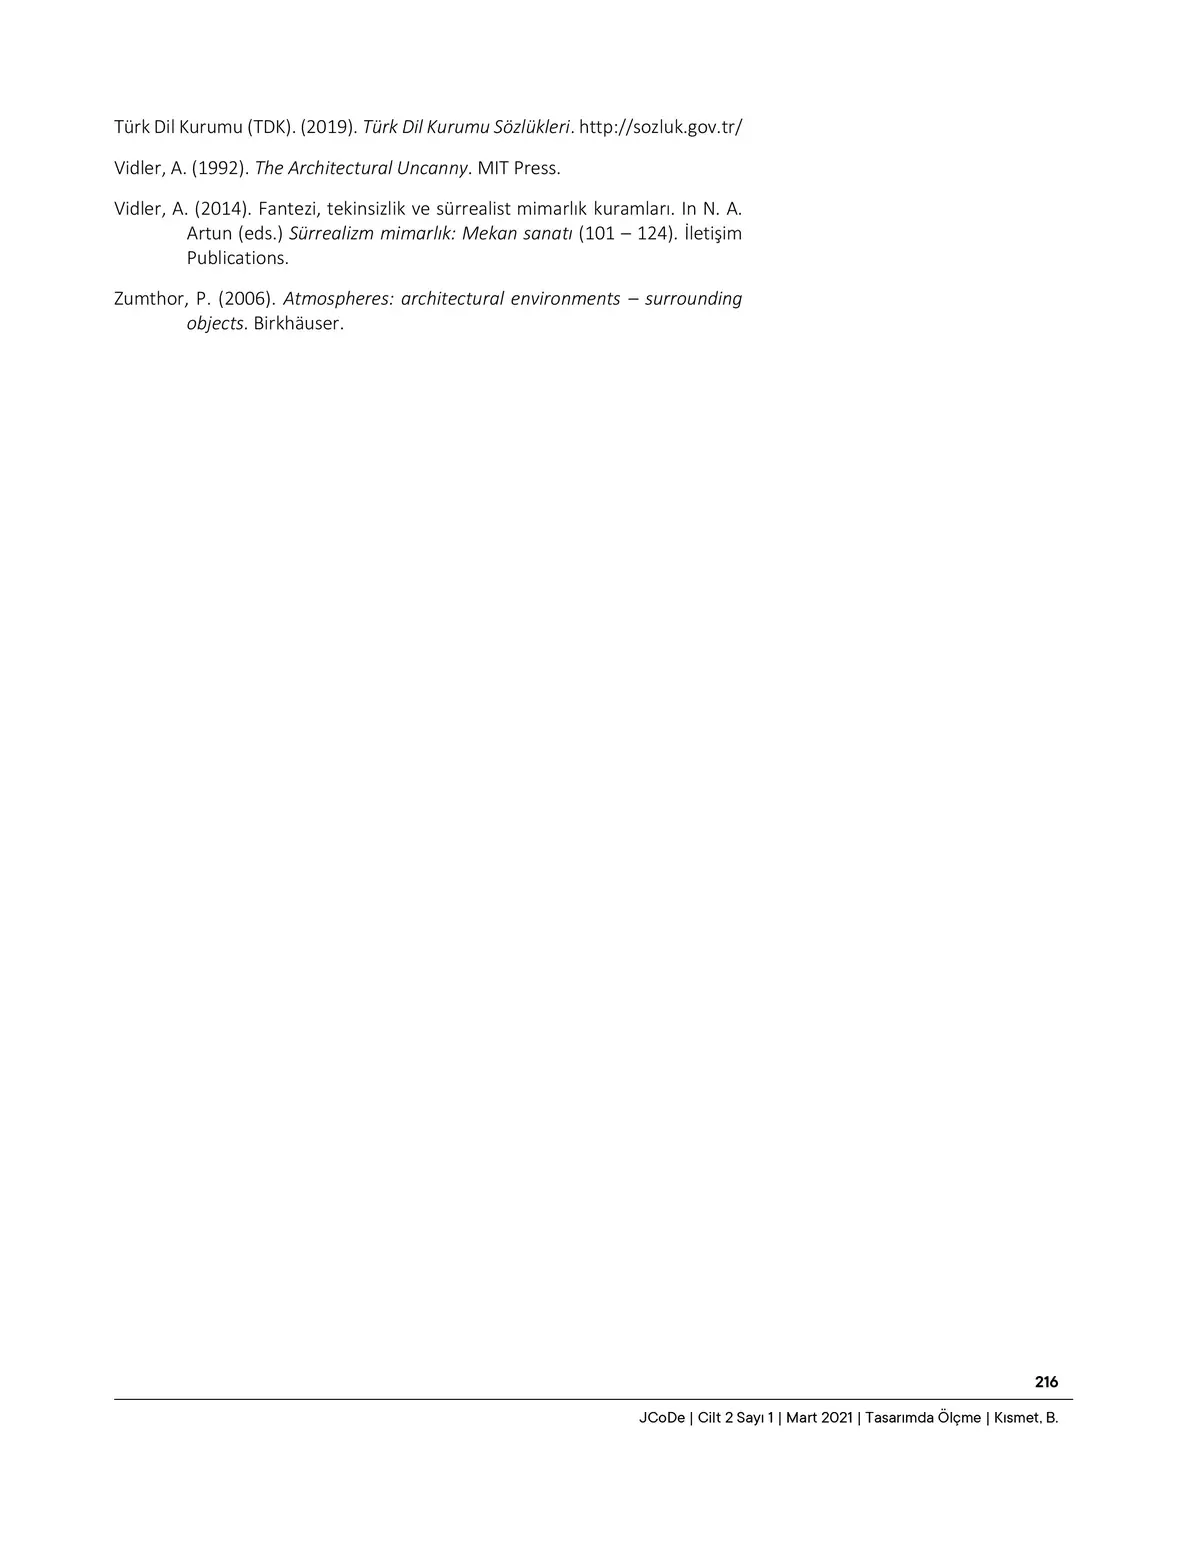 Türk Dil Kurumu (TDK). (2019). Türk Dil Kurumu Sözlükleri. http://sozluk.gov.tr/
Vidler, A. (1992). The Architectural Uncanny. MIT Press.
Vidler, A. (2014). Fantezi, tekinsizlik ve sürrealist mimarlık kuramları. In N. A.
Artun (eds.) Sürrealizm mimarlık: Mekan sanatı (101 – 124). İletişim
Publications.
Zumthor, P. (2006). Atmospheres: architectural environments – surrounding
objects. Birkhäuser.
216
JCoDe | Cilt 2 Sayı 1 | Mart 2021 | Tasarımda Ölçme | Kısmet, B.